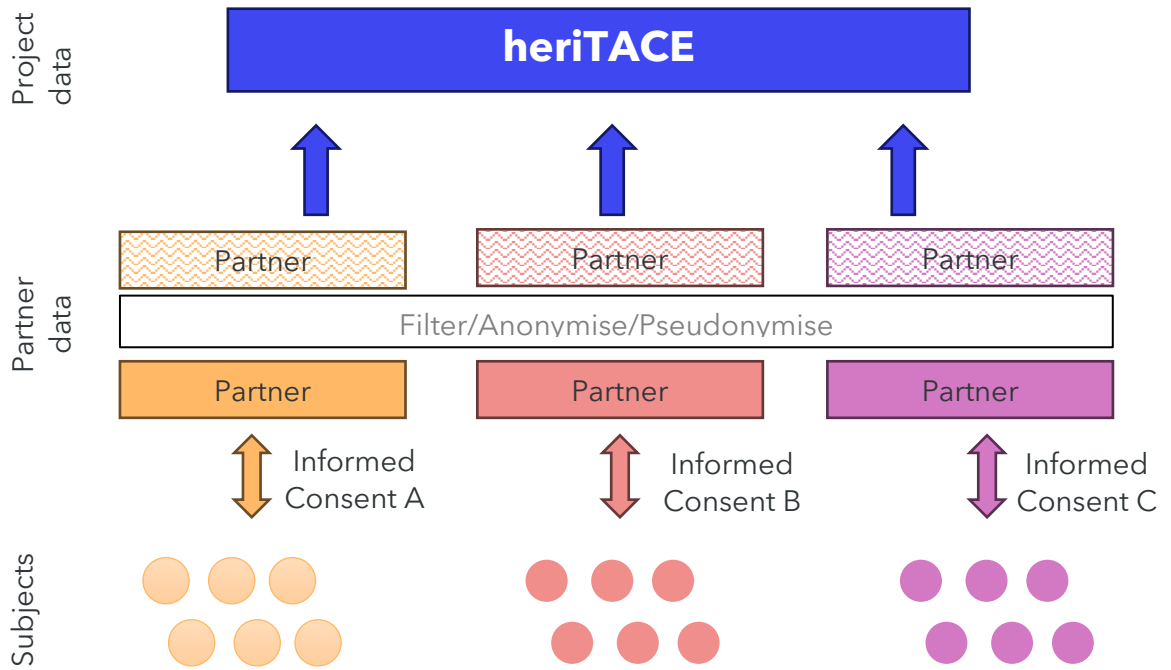 Project
data
heriTACE
Partner
data
Partner
Partner
Partner
Filter/Anonymise/Pseudonymise
Partner
Partner
Partner
Informed
Consent A
Informed
Consent B
Informed
Consent C
Subjects